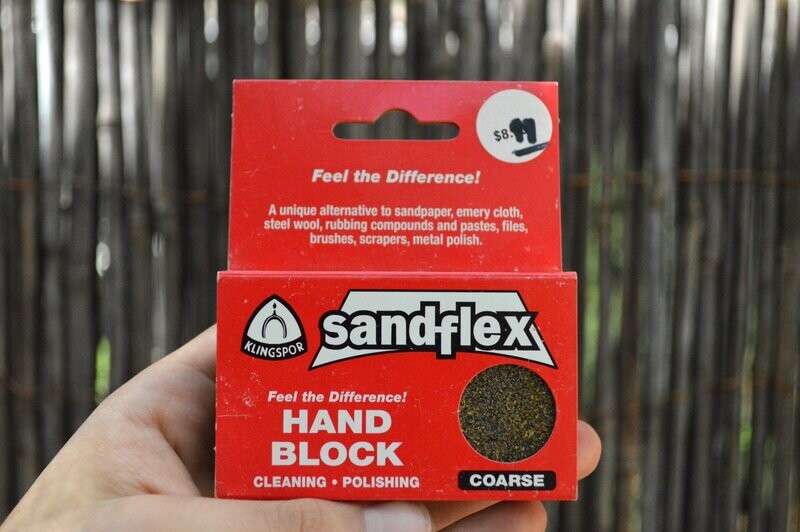 $8.99
Feel the Difference!
A unique alternative to sandpaper, emery cloth,
steel wool, rubbing compounds and pastes, files,
brushes, scrapers, metal polish.
KLINGSPOR
sandflex
Feel the Difference!
HAND
BLOCK
CLEANING • POLISHING
COARSE